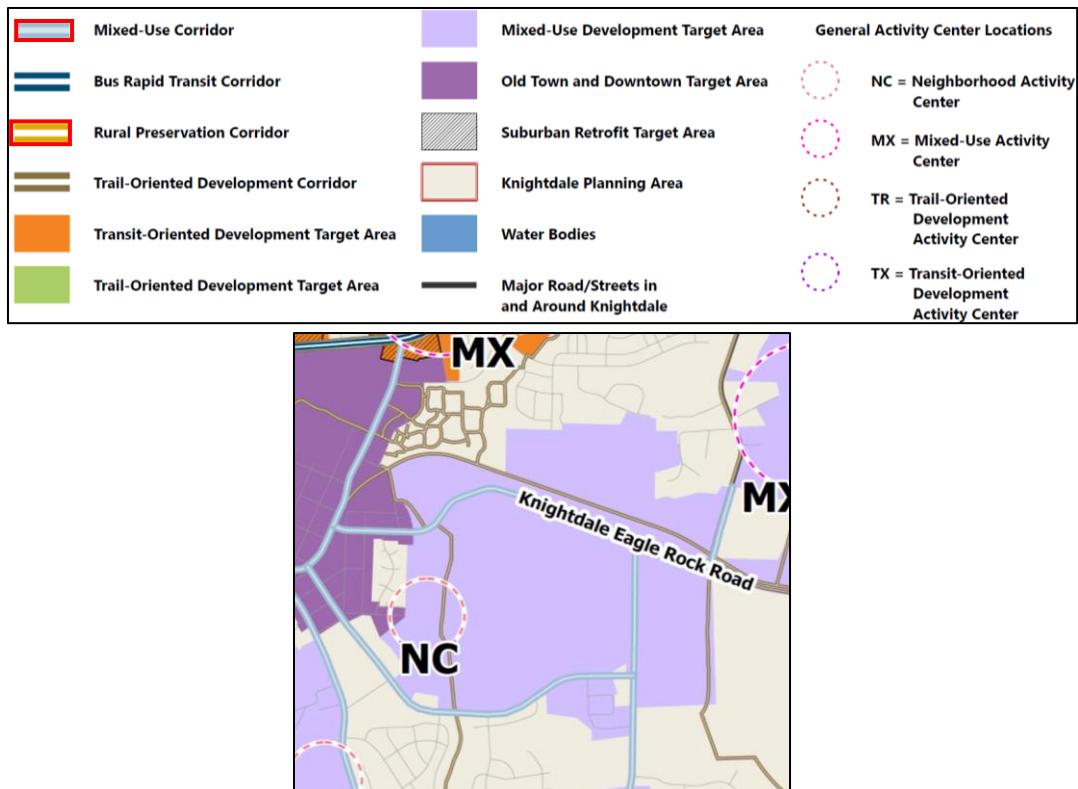 Mixed-Use Corridor
Bus Rapid Transit Corridor
Rural Preservation Corridor
Trail-Oriented Development Corridor
Transit-Oriented Development Target Area
Trail-Oriented Development Target Area
Mixed-Use Development Target Area
Old Town and Downtown Target Area
Suburban Retrofit Target Area
Knightdale Planning Area
Water Bodies
Major Road/Streets in
and Around Knightdale
General Activity Center Locations
NC = Neighborhood Activity
Center
MX = Mixed-Use Activity
Center
TR = Trail-Oriented
Development
Activity Center
TX = Transit-Oriented
Development
Activity Center
MX
MX
Knightdale Eagle Rock Road
NC